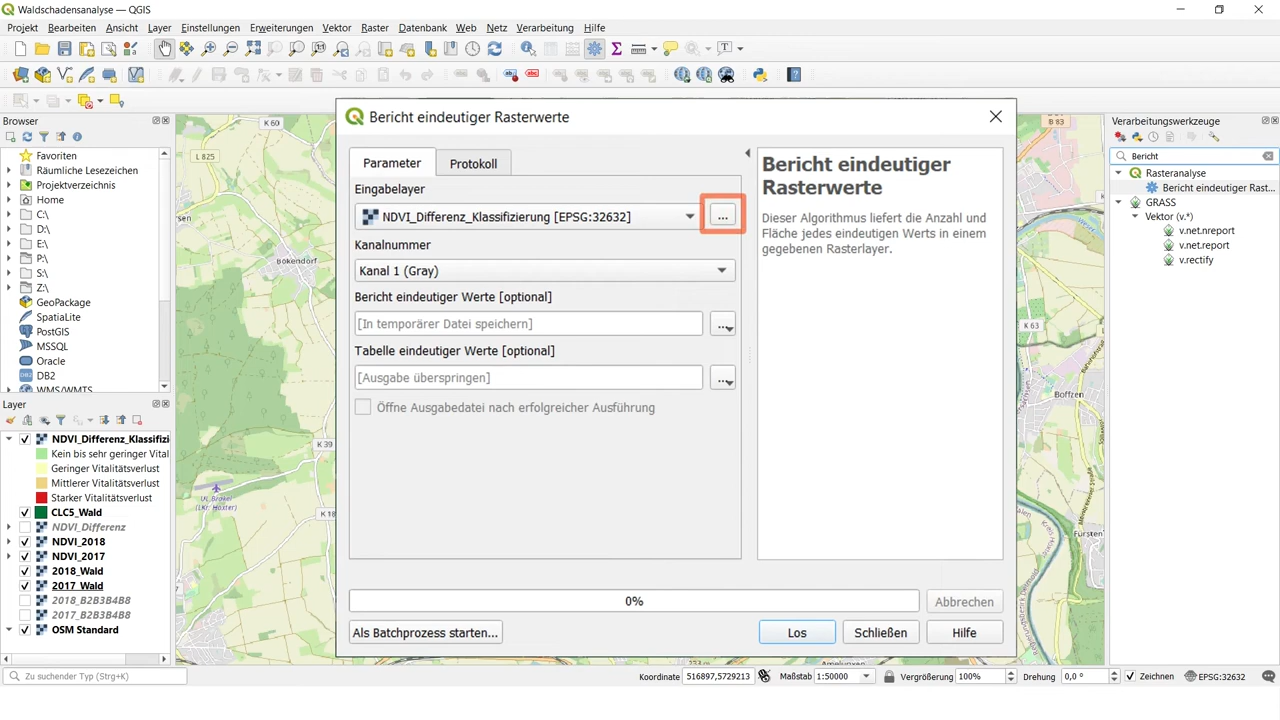 Waldschadensanalyse — QGIS
Projekt Bearbeiten Ansicht Layer Einstellungen Erweiterungen Vektor Raster Datenbank Web Netz Verarbeitung Hilfe
Browser
Favoriten
Räumliche Lesezeichen
Projektverzeichnis
Home
C:\
D:\
E:\
P:\
S:\
Z:\
GeoPackage
SpatiaLite
PostGIS
MSSQL
Oracle
DB2
WMS/WMTS
Layer
NDVI_Differenz_Klassifizi
Kein bis sehr geringer Vital
Geringer Vitalitätsverlust
Mittlerer Vitalitätsverlust
Starker Vitalitätsverlust
CLC5_Wald
NDVI_Differenz
NDVI_2018
NDVI_2017
2018_Wald
2017_Wald
2018_B2B3B4B8
2017_B2B3B4B8
OSM Standard
K 60
L 825
Bokendorf
K 39
UL Brakel
(LKr. Höxter)
K 18
Bericht eindeutiger Rasterwerte
Parameter Protokoll
Eingabelayer
NDVI_Differenz_Klassifizierung [EPSG:32632]
...
Kanalnummer
Kanal 1 (Gray)
Bericht eindeutiger Werte [optional]
[In temporärer Datei speichern]
...
Tabelle eindeutiger Werte [optional]
[Ausgabe überspringen]
...
Öffne Ausgabedatei nach erfolgreicher Ausführung
Bericht eindeutiger
Rasterwerte
Dieser Algorithmus liefert die Anzahl und
Fläche jedes eindeutigen Werts in einem
gegebenen Rasterlayer.
0%
Abbrechen
Als Batchprozess starten...
Los
Schließen
Hilfe
B 83
K 63
Boffzen
Fürsten
Amelunxen
Verarbeitungswerkzeuge
Bericht
Rasteranalyse
Bericht eindeutiger Rast...
GRASS
Vektor (v.*)
v.net.nreport
v.net.report
v.rectify
Zu suchender Typ (Strg+K)
Koordinate 516897,5729213 Maßstab 1:50000 Vergrößerung 100% Drehung 0,0 ° Zeichnen EPSG:32632